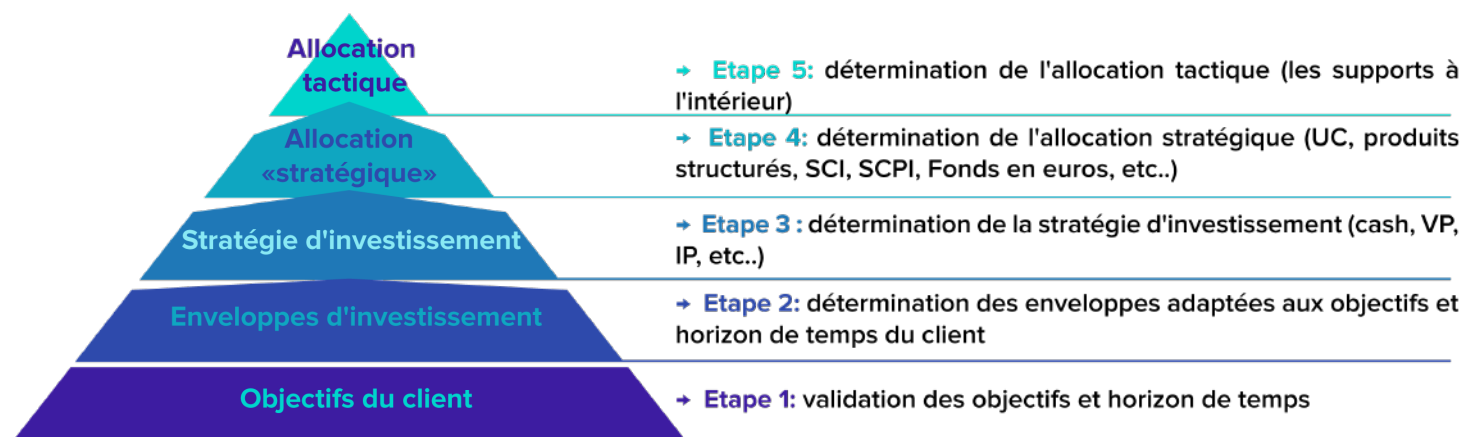 Allocation
tactique
→ Etape 5: détermination de l'allocation tactique (les supports à
l'intérieur)
Allocation
«stratégique»
→ Etape 4: détermination de l'allocation stratégique (UC, produits
structurés, SCI, SCPI, Fonds en euros, etc..)
Stratégie d'investissement
→ Etape 3 : détermination de la stratégie d'investissement (cash, VP,
IP, etc..)
Enveloppes d'investissement
→ Etape 2: détermination des enveloppes adaptées aux objectifs et
horizon de temps du client
Objectifs du client
→ Etape 1: validation des objectifs et horizon de temps